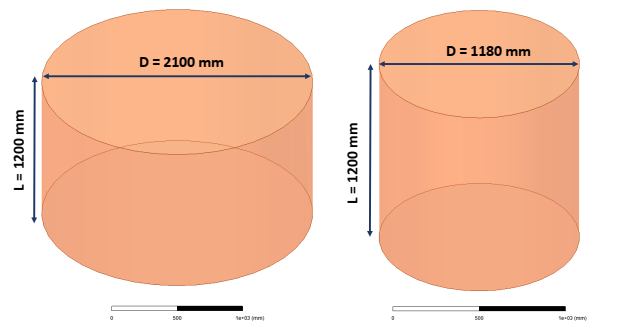 D = 2100 mm
L = 1200 mm
0 500 1e+03 (mm)
D = 1180 mm
L = 1200 mm
0 500 1e+03 (mm)